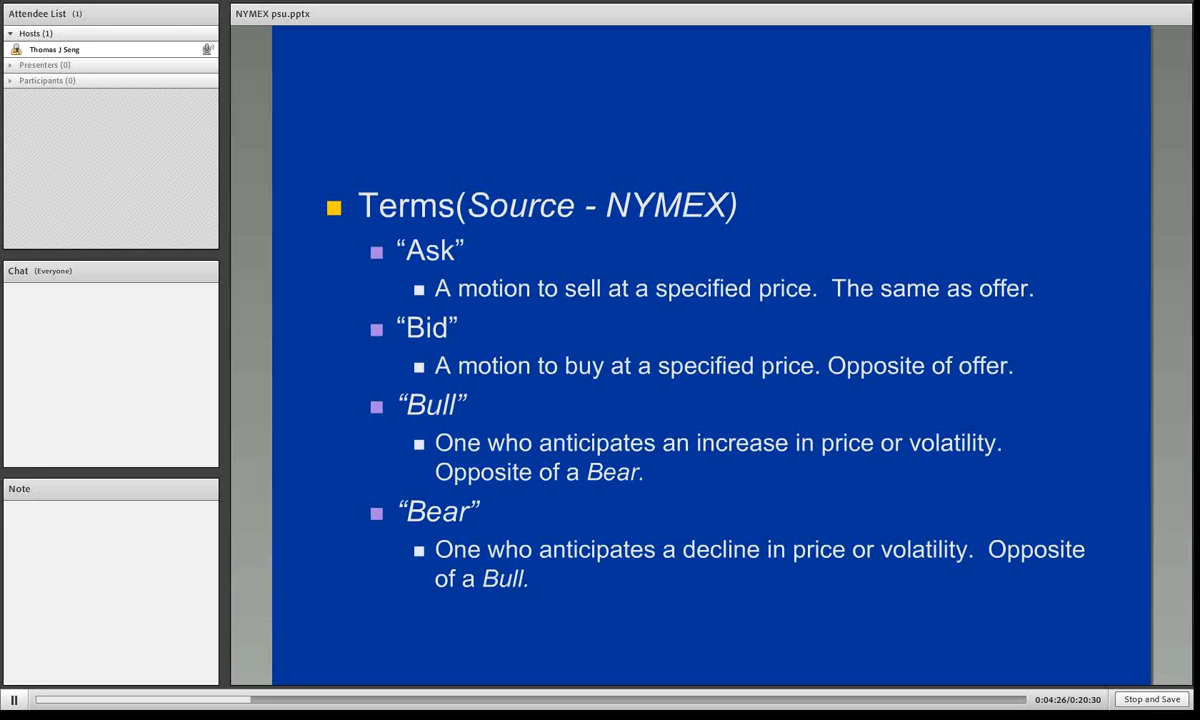 Attendee List (1)
Hosts (1)
Thomas J Seng
Presenters (0)
Participants (0)
Chat (Everyone)
Note
NYMEX psu.pptx
Terms(Source - NYMEX)
“Ask”
A motion to sell at a specified price.  The same as offer.
“Bid”
A motion to buy at a specified price. Opposite of offer.
“Bull”
One who anticipates an increase in price or volatility.
Opposite of a Bear.
“Bear”
One who anticipates a decline in price or volatility.  Opposite
of a Bull.
0:04:26/0:20:30
Stop and Save